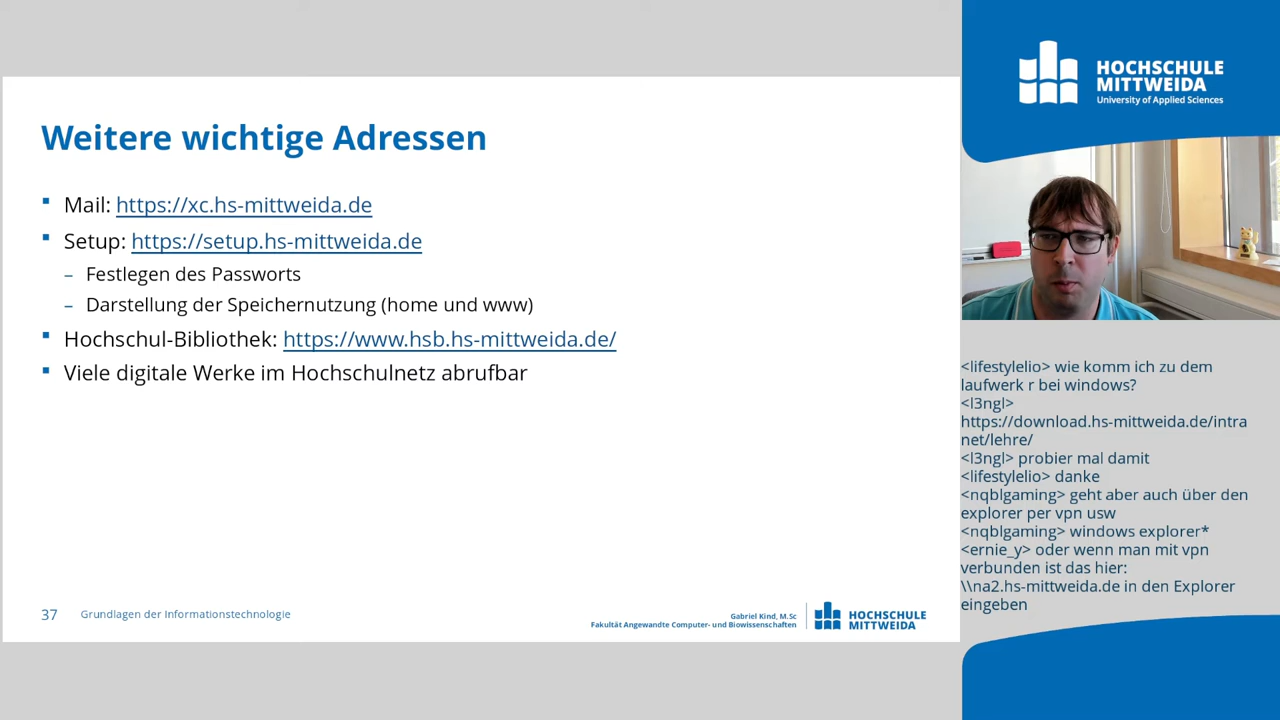 Weitere wichtige Adressen
Mail: https://xc.hs-mittweida.de
Setup: https://setup.hs-mittweida.de
– Festlegen des Passworts
– Darstellung der Speichernutzung (home und www)
Hochschul-Bibliothek: https://www.hsb.hs-mittweida.de/
Viele digitale Werke im Hochschulnetz abrufbar
37 Grundlagen der Informationstechnologie
Gabriel Kind, M.Sc
Fakultät Angewandte Computer- und Biowissenschaften
HOCHSCHULE
MITTWEIDA
HOCHSCHULE
MITTWEIDA
University of Applied Sciences
<lifestylelio> wie komm ich zu dem
laufwerk r bei windows?
<l3ngl>
https://download.hs-mittweida.de/intra
net/lehre/
<l3ngl> probier mal damit
<lifestylelio> danke
<nqblgaming> geht aber auch über den
explorer per vpn usw
<nqblgaming> windows explorer*
<ernie_y> oder wenn man mit vpn
verbunden ist das hier:
\\na2.hs-mittweida.de in den Explorer
eingeben